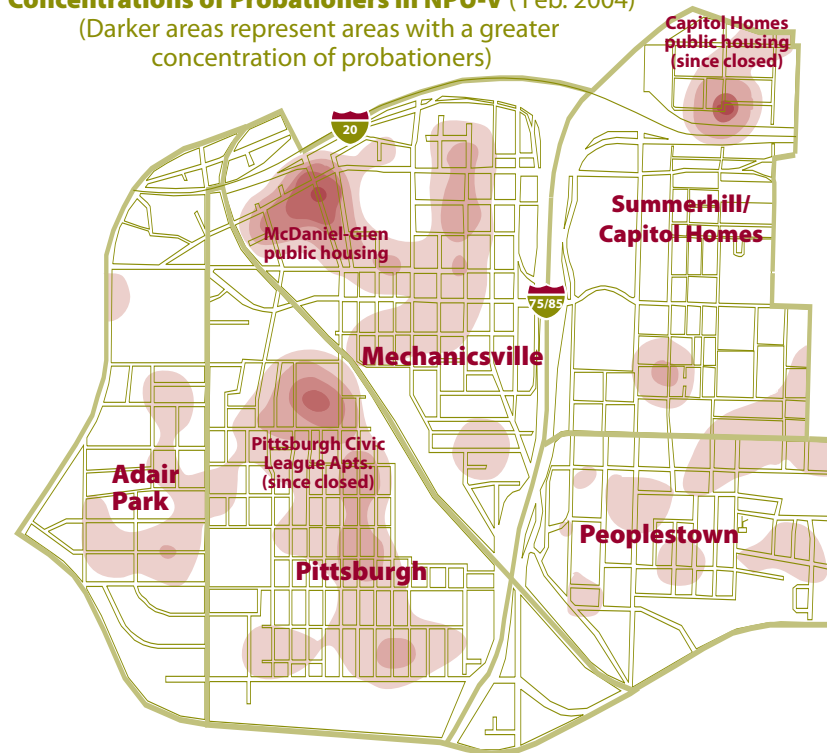 Concentrations of Probationers in NPU-V (Feb. 2004)
(Darker areas represent areas with a greater
concentration of probationers)
Capitol Homes
public housing
(since closed)
20
Summerhill/
Capitol Homes
McDaniel-Glen
public housing
75/85
Mechanicsville
Pittsburgh Civic
League Apts.
(since closed)
Adair
Park
Peoplestown
Pittsburgh